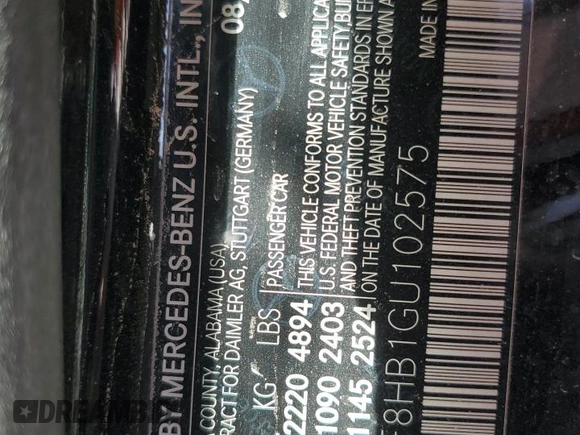 BY MERCEDES-BENZ U.S. INTL., IN
08
COUNTY, ALABAMA (USA)
RACT FOR DAIMLER AG, STUTTGART (GERMANY)
KG LBS PASSENGER CAR
2220 4894 THIS VEHICLE CONFORMS TO ALL APPLICA
1090 2403 U.S. FEDERAL MOTOR VEHICLE SAFETY, BU
1145 2524 AND THEFT PREVENTION STANDARDS IN EF
ON THE DATE OF MANUFACTURE SHOWN A
F8HB1GU102575
MADE IN
DREAMBI